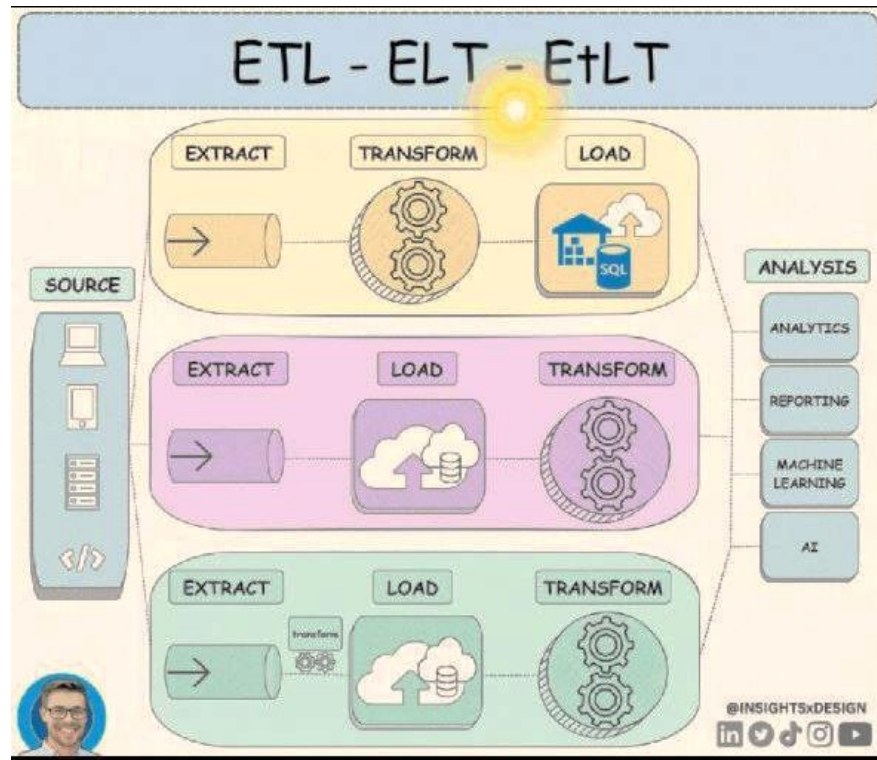 ETL - ELT - EtLT
EXTRACT
TRANSFORM
LOAD
SQL
SOURCE
EXTRACT
LOAD
TRANSFORM
EXTRACT
transform
LOAD
TRANSFORM
ANALYSIS
ANALYTICS
REPORTING
MACHINE
LEARNING
AI
@INSIGHTSxDESIGN
in